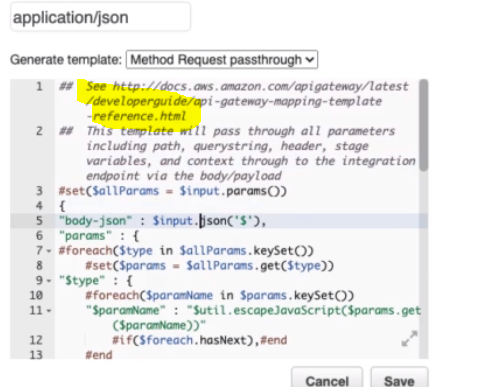 application/json
Generate template: Method Request passthrough
1 ## See http://docs.aws.amazon.com/apigateway/latest
/developerguide/api-gateway-mapping-template
-reference.html
2 ## This template will pass through all parameters
including path, querystring, header, stage
variables, and context through to the integration
endpoint via the body/payload
3 #set($allParams = $input.params())
4 {
5 "body-json" : $input.json('$'),
6 "params" : {
7 #foreach($type in $allParams.keySet())
8 #set($params = $allParams.get($type))
9 "$type" : {
10 #foreach($paramName in $params.keySet())
11 "$paramName" : "$util.escapeJavaScript($params.get
($paramName))"
12 #if($foreach.hasNext),#end
13 #end
Cancel Save